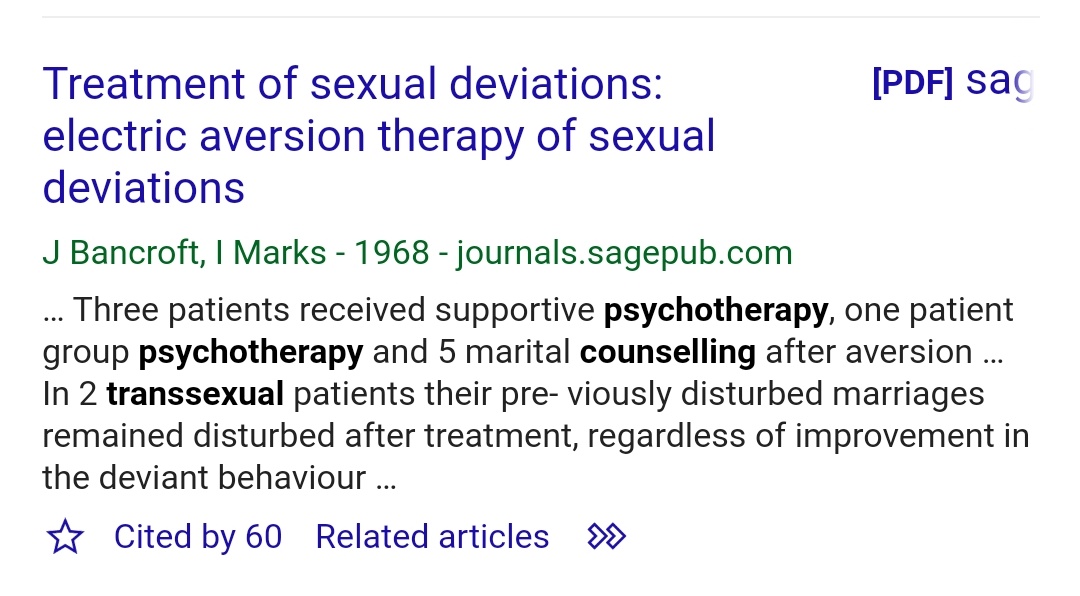 Treatment of sexual deviations:
[PDF] sag
electric aversion therapy of sexual
deviations
J Bancroft, I Marks - 1968 - journals.sagepub.com
... Three patients received supportive psychotherapy, one patient
group psychotherapy and 5 marital counselling after aversion ...
In 2 transsexual patients their pre- viously disturbed marriages
remained disturbed after treatment, regardless of improvement in
the deviant behaviour ...
Cited by 60 Related articles